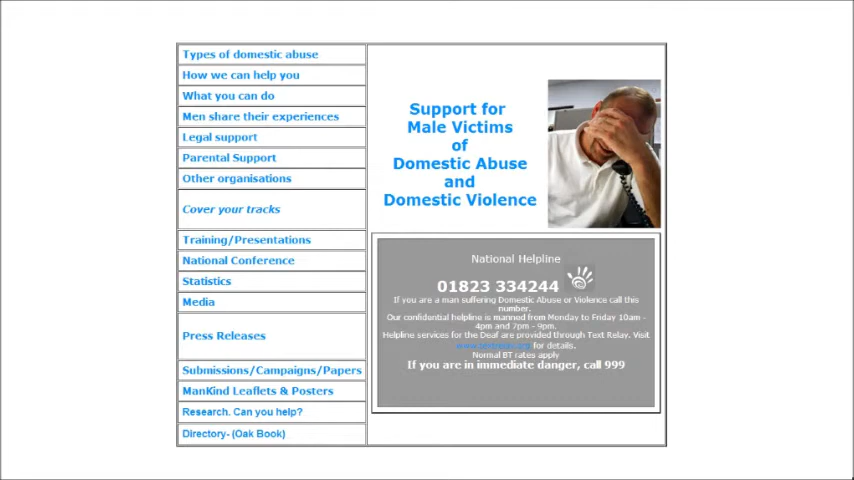 Types of domestic abuse
How we can help you
What you can do
Men share their experiences
Legal support
Parental Support
Other organisations
Cover your tracks
Training/Presentations
National Conference
Statistics
Media
Press Releases
Submissions/Campaigns/Papers
ManKind Leaflets & Posters
Research. Can you help?
Directory- (Oak Book)
Support for
Male Victims
of
Domestic Abuse
and
Domestic Violence
National Helpline
01823 334244
If you are a man suffering Domestic Abuse or Violence call this
number.
Our confidential helpline is manned from Monday to Friday 10am -
4pm and 7pm - 9pm.
Helpline services for the Deaf are provided through Text Relay. Visit
for details.
Normal BT rates apply
If you are in immediate danger, call 999